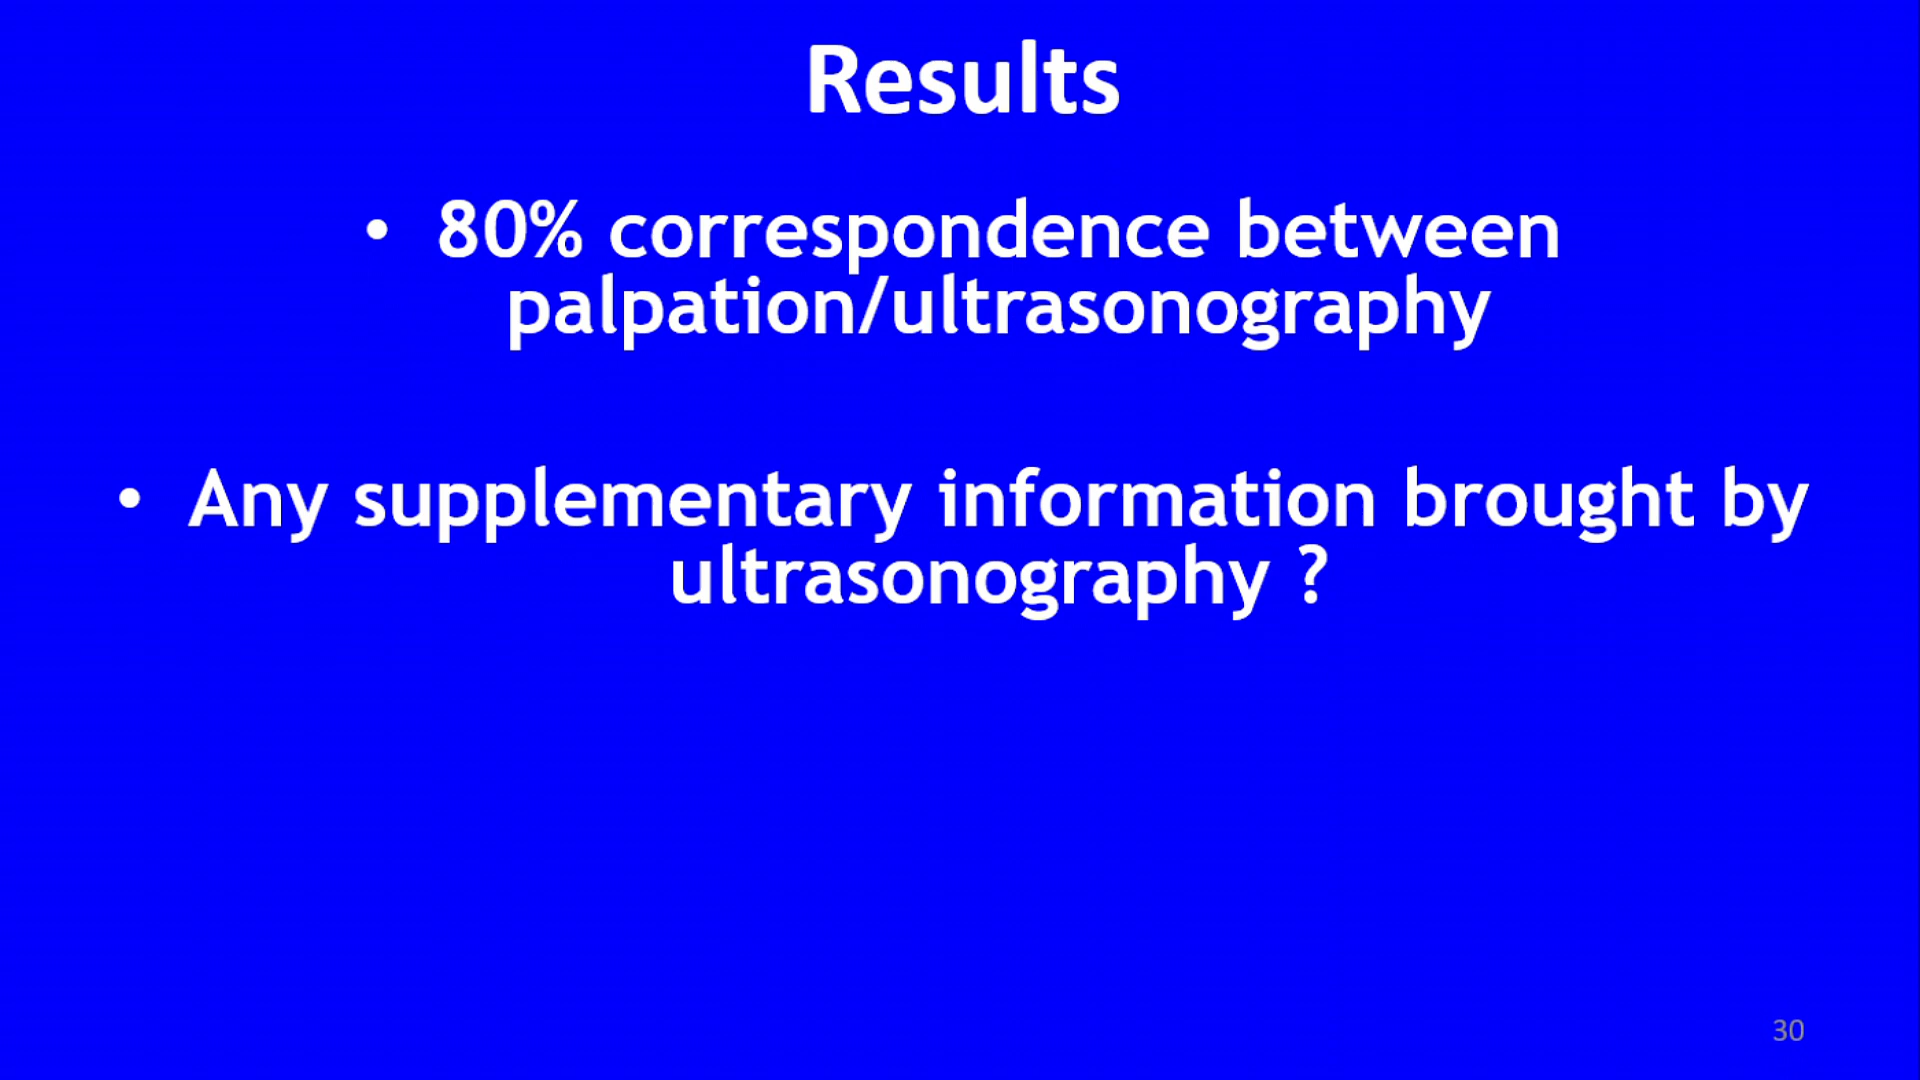 Results
• 80% correspondence between
palpation/ultrasonography
• Any supplementary information brought by
ultrasonography ?
30